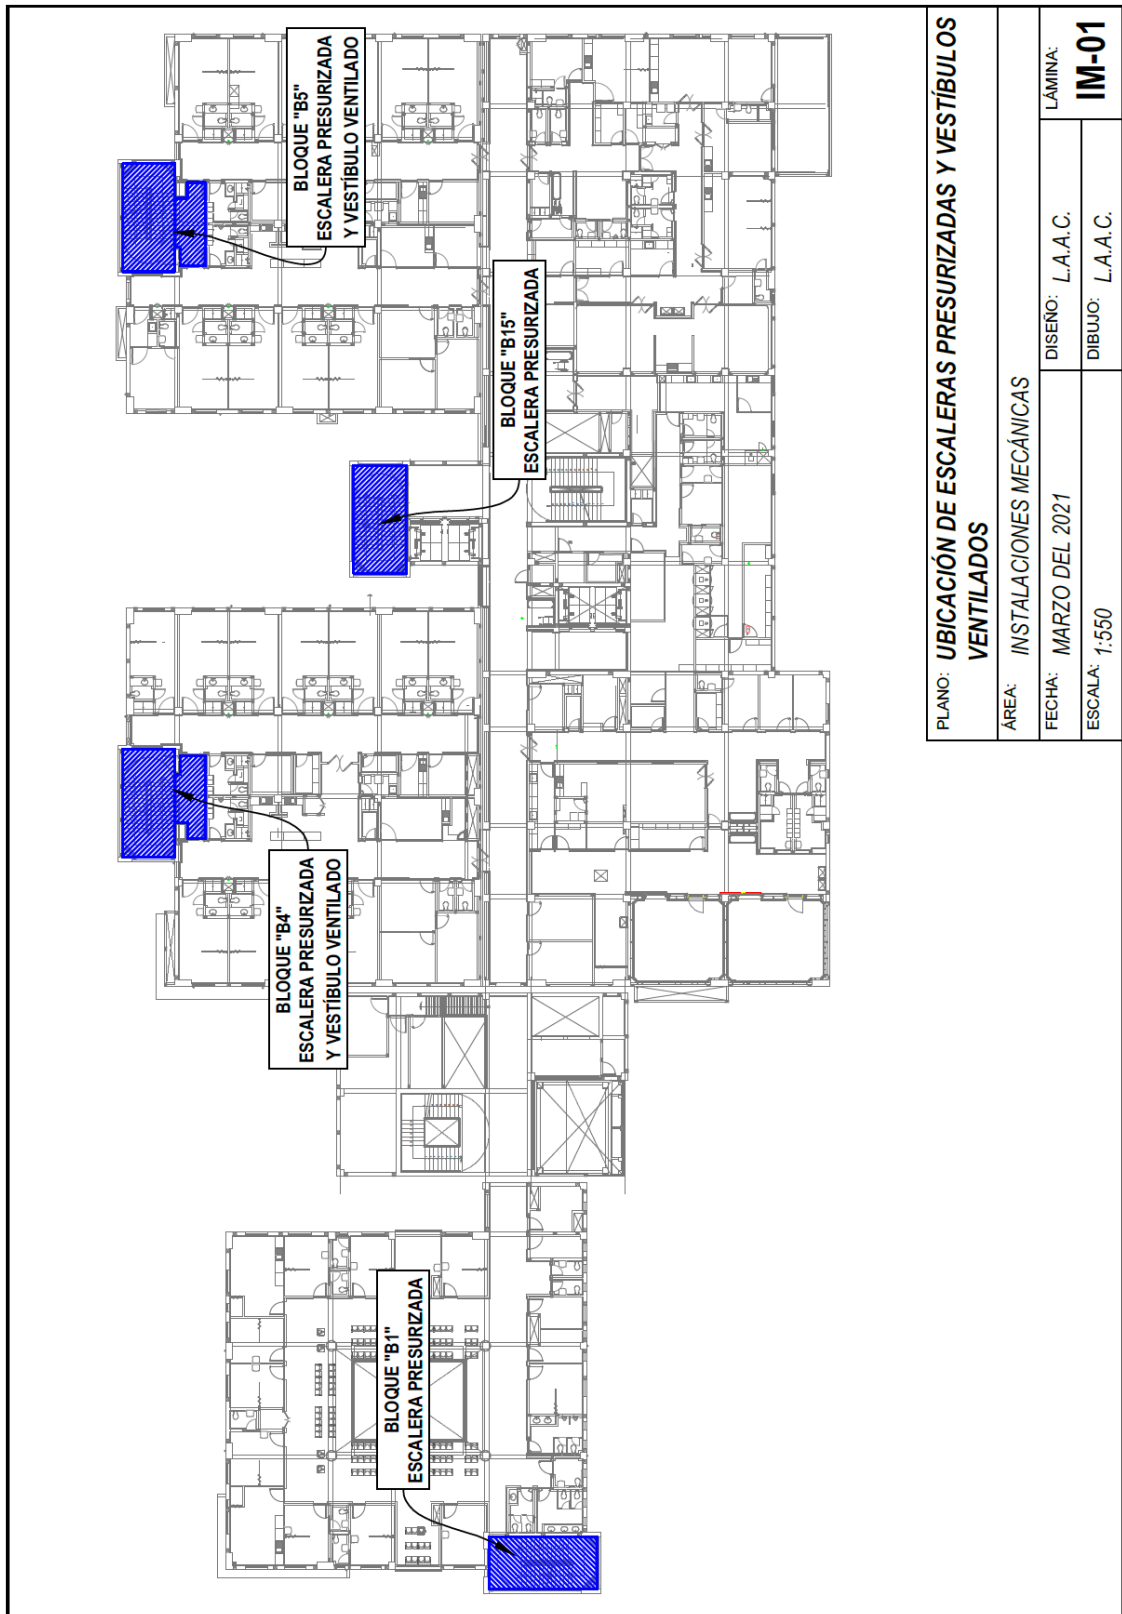 BLOQUE "B1"
ESCALERA PRESURIZADA
BLOQUE "B4"
ESCALERA PRESURIZADA
Y VESTÍBULO VENTILADO
BLOQUE "B15"
ESCALERA PRESURIZADA
BLOQUE "B5"
ESCALERA PRESURIZADA
Y VESTÍBULO VENTILADO
PLANO: UBICACIÓN DE ESCALERAS PRESURIZADAS Y VESTÍBULOS
VENTILADOS
ÁREA: INSTALACIONES MECÁNICAS
FECHA: MARZO DEL 2021
DISEÑO: L.A.A.C.
LÁMINA:
IM-01
ESCALA: 1:550
DIBUJO: L.A.A.C.